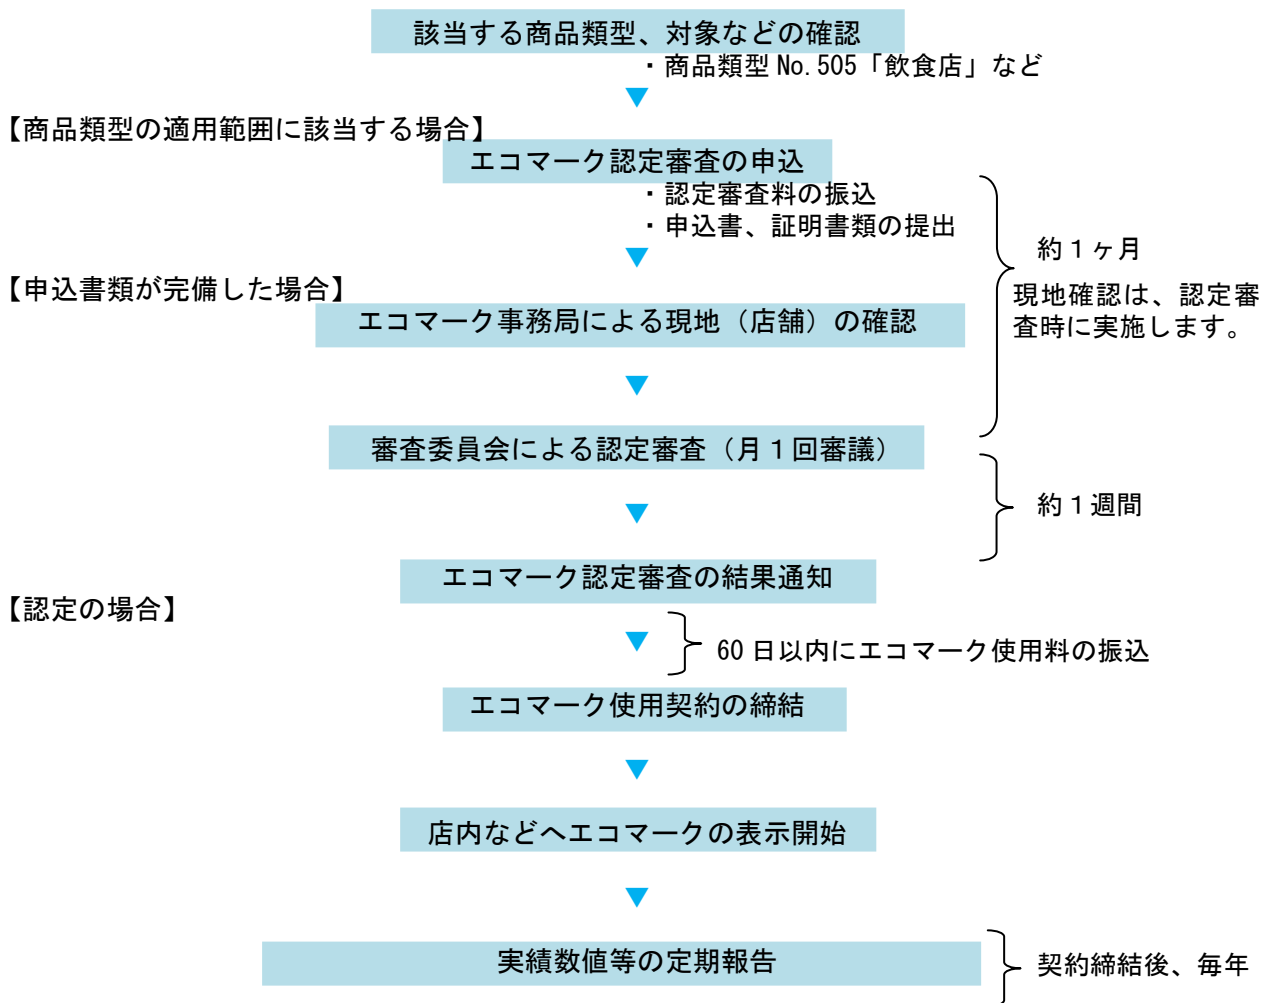 該当する商品類型、対象などの確認
・商品類型 No.505「飲食店」など
【商品類型の適用範囲に該当する場合】
エコマーク認定審査の申込
・認定審査料の振込
・申込書、証明書類の提出
約１ヶ月
【申込書類が完備した場合】
現地確認は、認定審
査時に実施します。
エコマーク事務局による現地（店舗）の確認
審査委員会による認定審査（月１回審議）
約１週間
エコマーク認定審査の結果通知
【認定の場合】
60 日以内にエコマーク使用料の振込
エコマーク使用契約の締結
店内などへエコマークの表示開始
実績数値等の定期報告
契約締結後、毎年